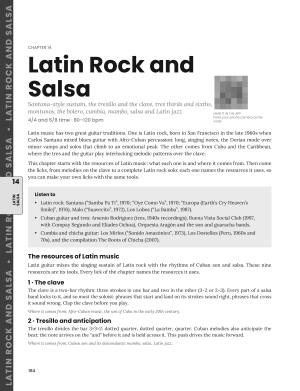 LATIN ROCK AND SALSA • LATIN ROCK AND SALSA • LATIN ROCK AND SALSA
CHAPTER 14
Latin Rock and
Salsa
Santana-style sustain, the tresillo and the clave, tres thirds and sixths,
montunos, the bolero, cumbia, mambo, salsa and Latin jazz
4/4 and 6/8 time · 80–120 bpm
Latin music has two great guitar traditions. One is Latin rock, born in San Francisco in the late 1960s when
Carlos Santana mixed blues guitar with Afro-Cuban percussion: long, singing notes, the Dorian mode over
minor vamps and solos that climb to an emotional peak. The other comes from Cuba and the Caribbean,
where the tres and the guitar play interlocking melodic patterns over the clave.
This chapter starts with the resources of Latin music: what each one is and where it comes from. Then come
the licks, from melodies on the clave to a complete Latin rock solo; each one names the resources it uses, so
you can make your own licks with the same tools.
14
LATIN
SALSA
Listen to
• Latin rock: Santana ("Samba Pa Ti", 1970; "Oye Como Va", 1970; "Europa (Earth's Cry Heaven's
Smile)", 1976), Malo ("Suavecito", 1972), Los Lobos ("La Bamba", 1987).
• Cuban guitar and tres: Arsenio Rodríguez (tres, 1940s recordings), Buena Vista Social Club (1997,
with Compay Segundo and Eliades Ochoa), Orquesta Aragón and the son and guaracha of Cuba.
• Cumbia and chicha guitar: Los Mirlos ("Sonido Amazónico", 1973), Los Destellos (Peru, 1960s and
70s), and the compilation The Roots of Chicha (2007).
The resources of Latin music
Latin guitar mixes the singing sustain of Latin rock with the rhythms of Cuban son and salsa. These nine
resources are its tools. Every lick of the chapter names the resources it uses.
1 · The clave
The clave is a two-bar rhythm: three strokes in one bar and two in the other (3–2 or 2–3). Every part of a salsa
band locks to it, and so must the soloist: phrases that start and land on its strokes sound right, phrases that cross
it sound wrong. Clap the clave before you play.
Where it comes from: Afro-Cuban music, the son of Cuba in the early 20th century.
2 · Tresillo and anticipation
The tresillo divides the bar 3+3+2: dotted quarter, dotted quarter, quarter. Cuban melodies also anticipate the
beat: the note arrives on the "and" before it and is held across it. This push drives the music forward.
Where it comes from: Cuban son and its descendants: mambo, salsa, Latin jazz.
184